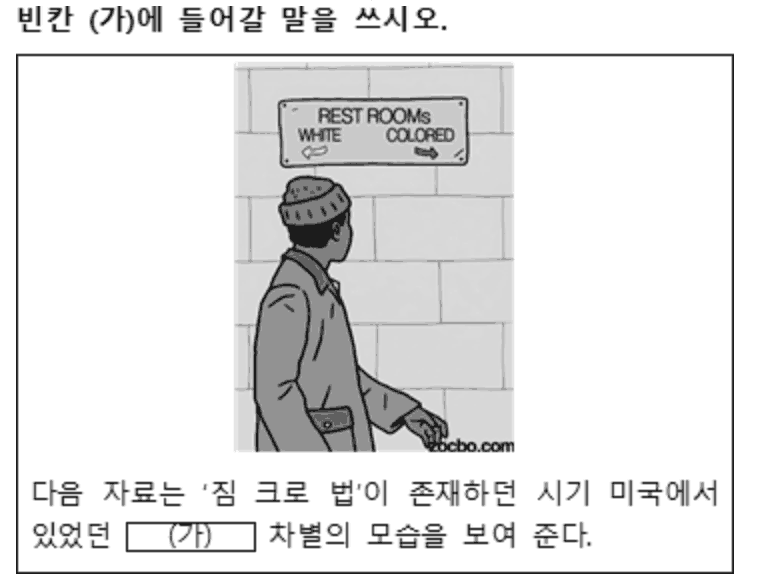 빈칸 (가)에 들어갈 말을 쓰시오.
REST ROOMs
WHITE COLORED
zocbo.com
다음 자료는 '짐 크로 법'이 존재하던 시기 미국에서
있었던 (가) 차별의 모습을 보여 준다.